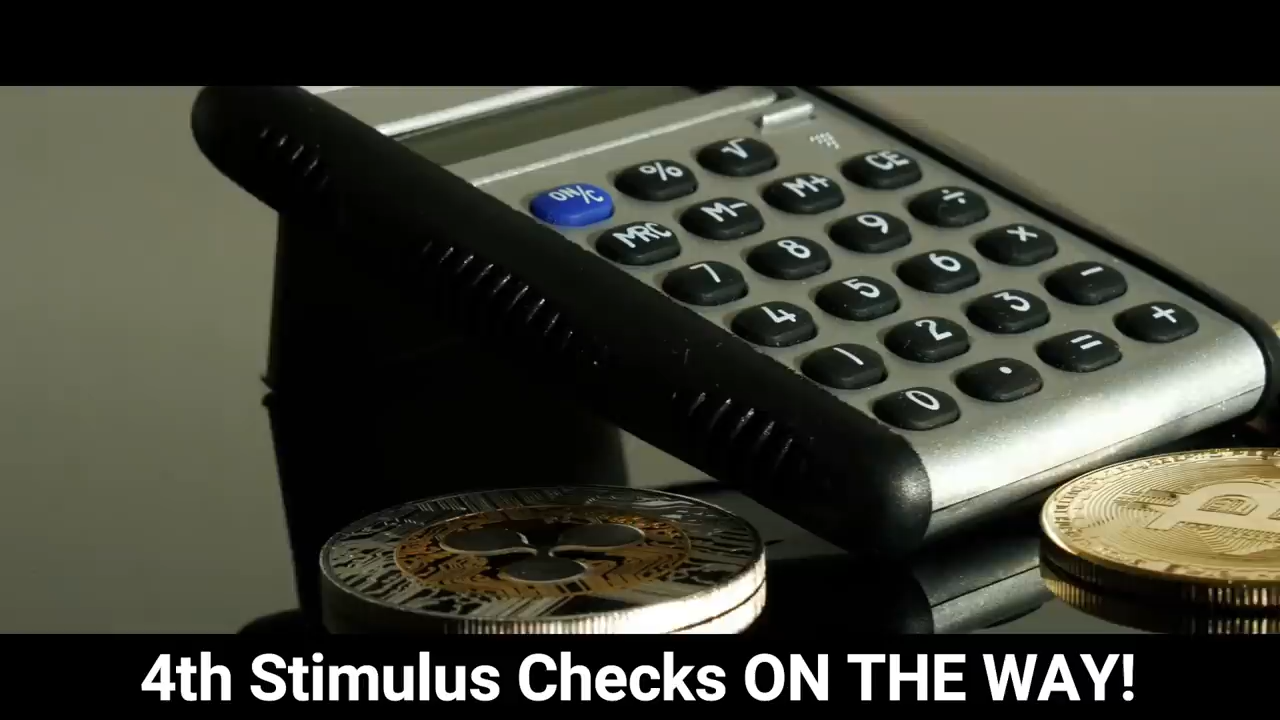 ON/C % √ CE
MRC M- M+ ÷
7 8 9 ×
4 5 6 -
1 2 3 +
0 . =
4th Stimulus Checks ON THE WAY!